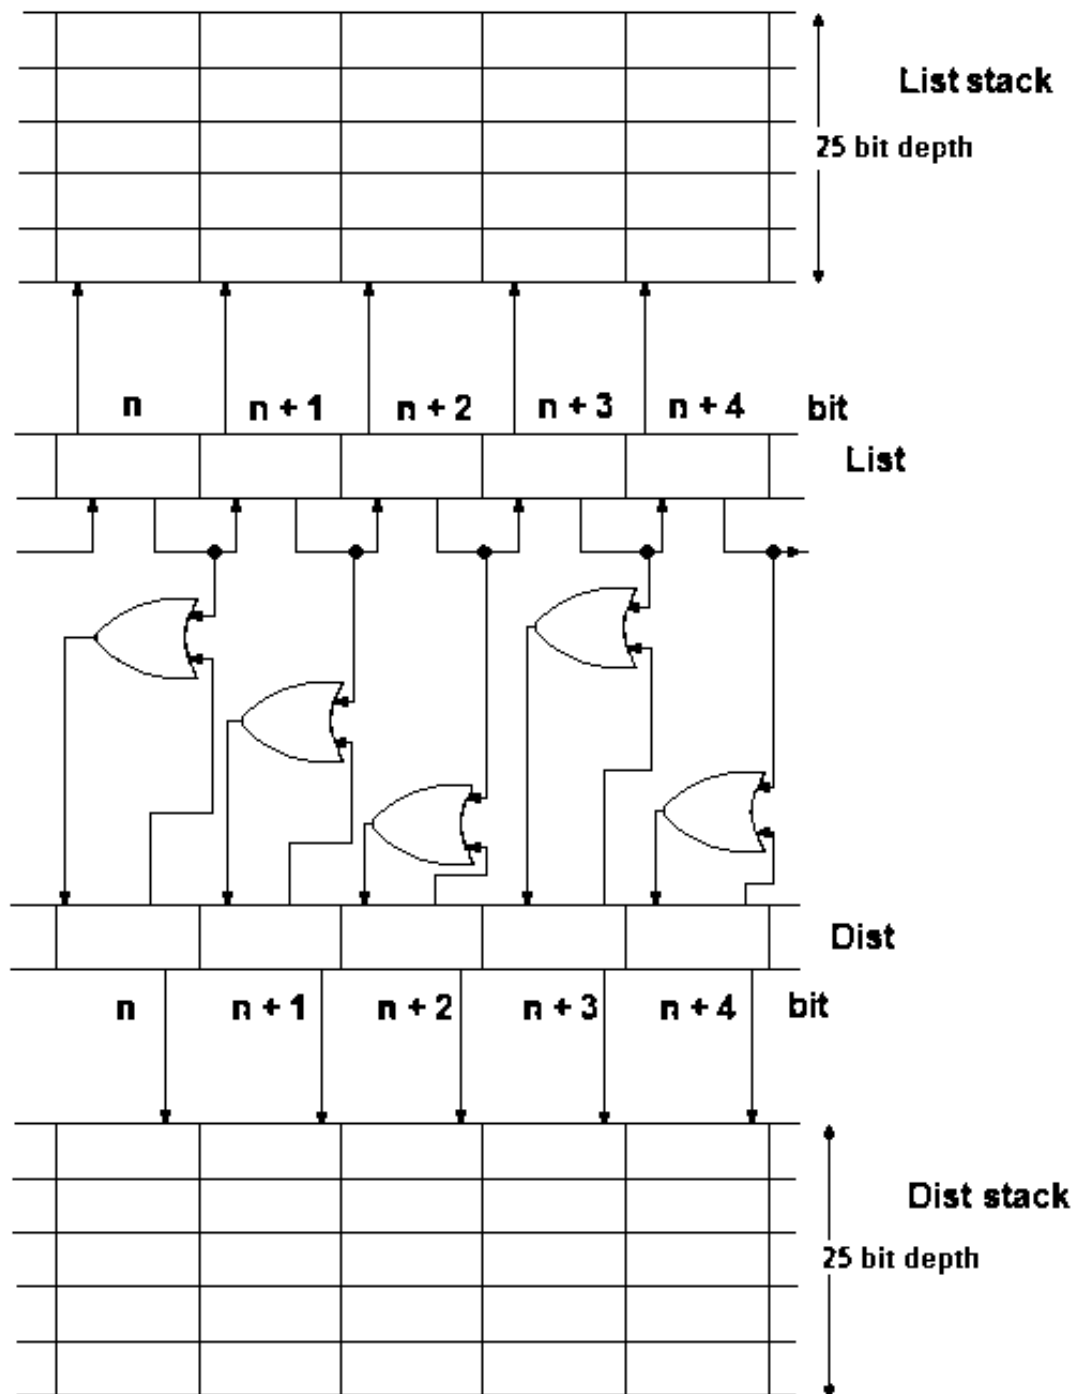 List stack
25 bit depth
n n + 1 n + 2 n + 3 n + 4 bit
List
Dist
n n + 1 n + 2 n + 3 n + 4 bit
Dist stack
25 bit depth